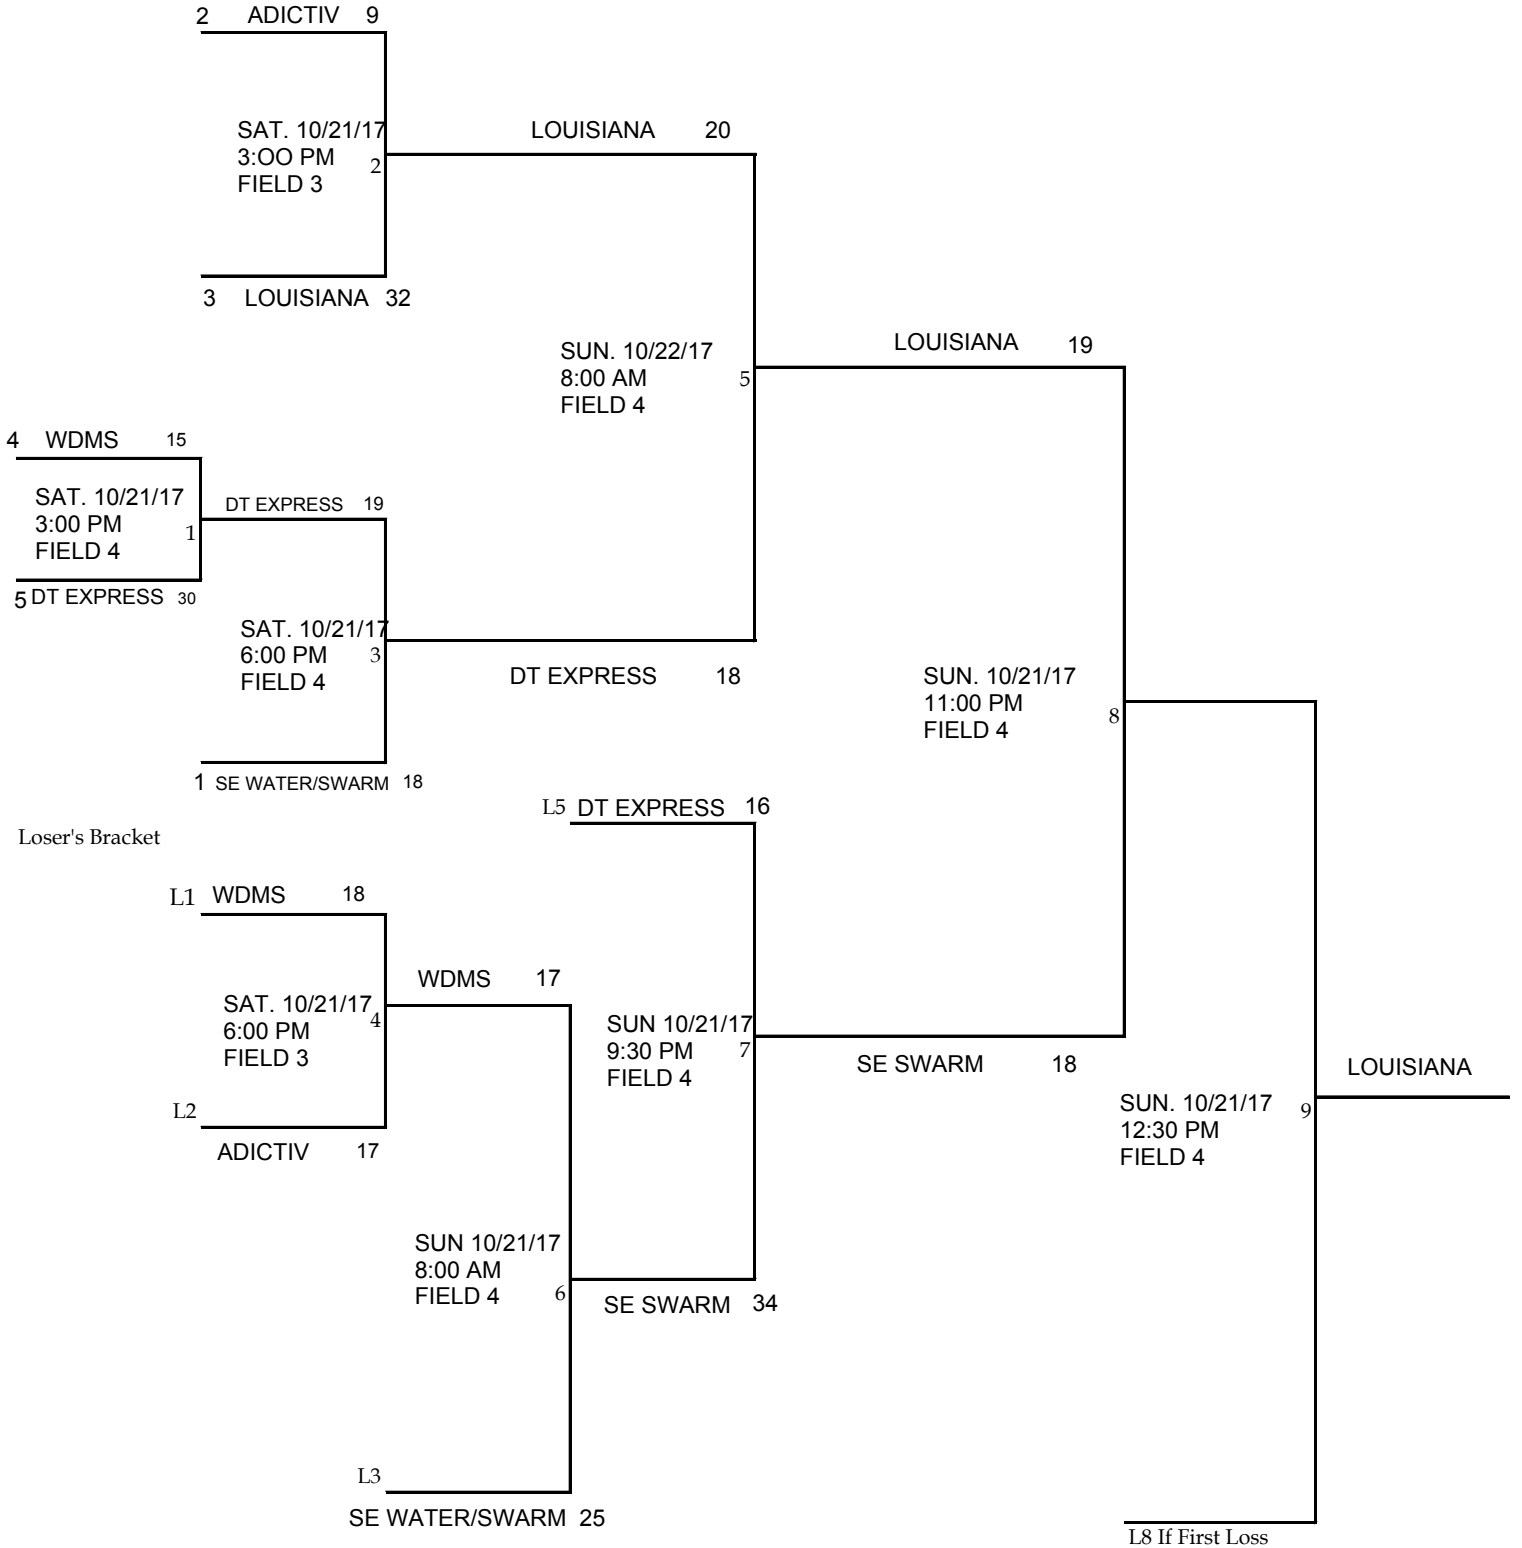 2 ADICTIV 9
SAT. 10/21/17
3:OO PM
FIELD 3
2
LOUISIANA 20
3 LOUISIANA 32
SUN. 10/22/17
8:00 AM
FIELD 4
5
LOUISIANA 19
4 WDMS 15
SAT. 10/21/17
3:00 PM
FIELD 4
1
5 DT EXPRESS 30
DT EXPRESS 19
SAT. 10/21/17
6:00 PM
FIELD 4
3
DT EXPRESS 18
1 SE WATER/SWARM 18
SUN. 10/21/17
11:00 PM
FIELD 4
8
Loser's Bracket
L5 DT EXPRESS 16
L1 WDMS 18
SAT. 10/21/17
6:00 PM
FIELD 3
4
L2
ADICTIV 17
WDMS 17
SUN 10/21/17
9:30 PM
FIELD 4
7
SE SWARM 18
SUN 10/21/17
8:00 AM
FIELD 4
6
SE SWARM 34
L3
SE WATER/SWARM 25
SUN. 10/21/17
12:30 PM
FIELD 4
9
LOUISIANA
L8 If First Loss